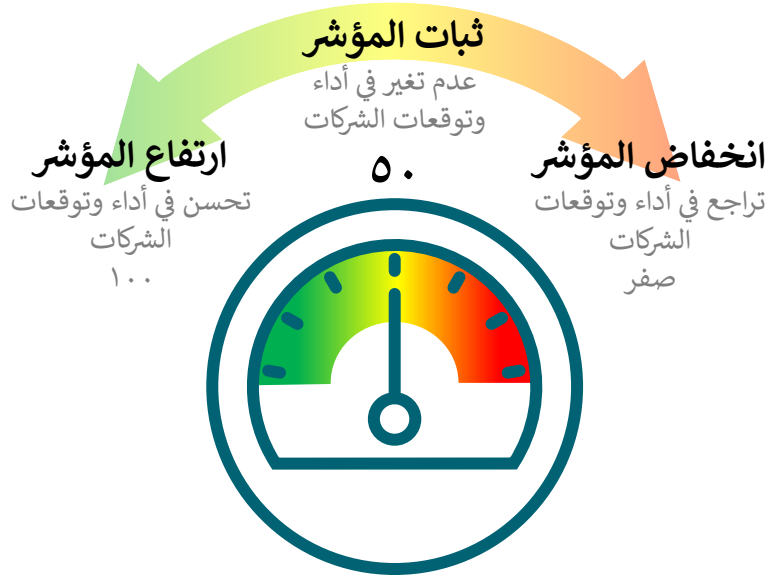 ثبات المؤشر
عدم تغير في أداء
وتوقعات الشركات
٥٠
انخفاض المؤشر
تراجع في أداء وتوقعات
الشركات
صفر
ارتفاع المؤشر
تحسن في أداء وتوقعات
الشركات
١٠٠